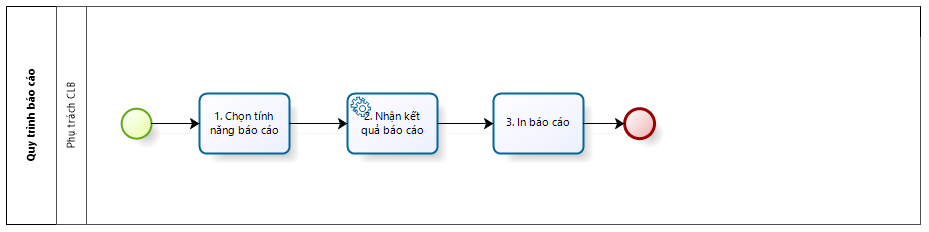 Quy trình báo cáo
Phụ trách CLB
1. Chọn tính
năng báo cáo
2. Nhận kết
quả báo cáo
3. In báo cáo